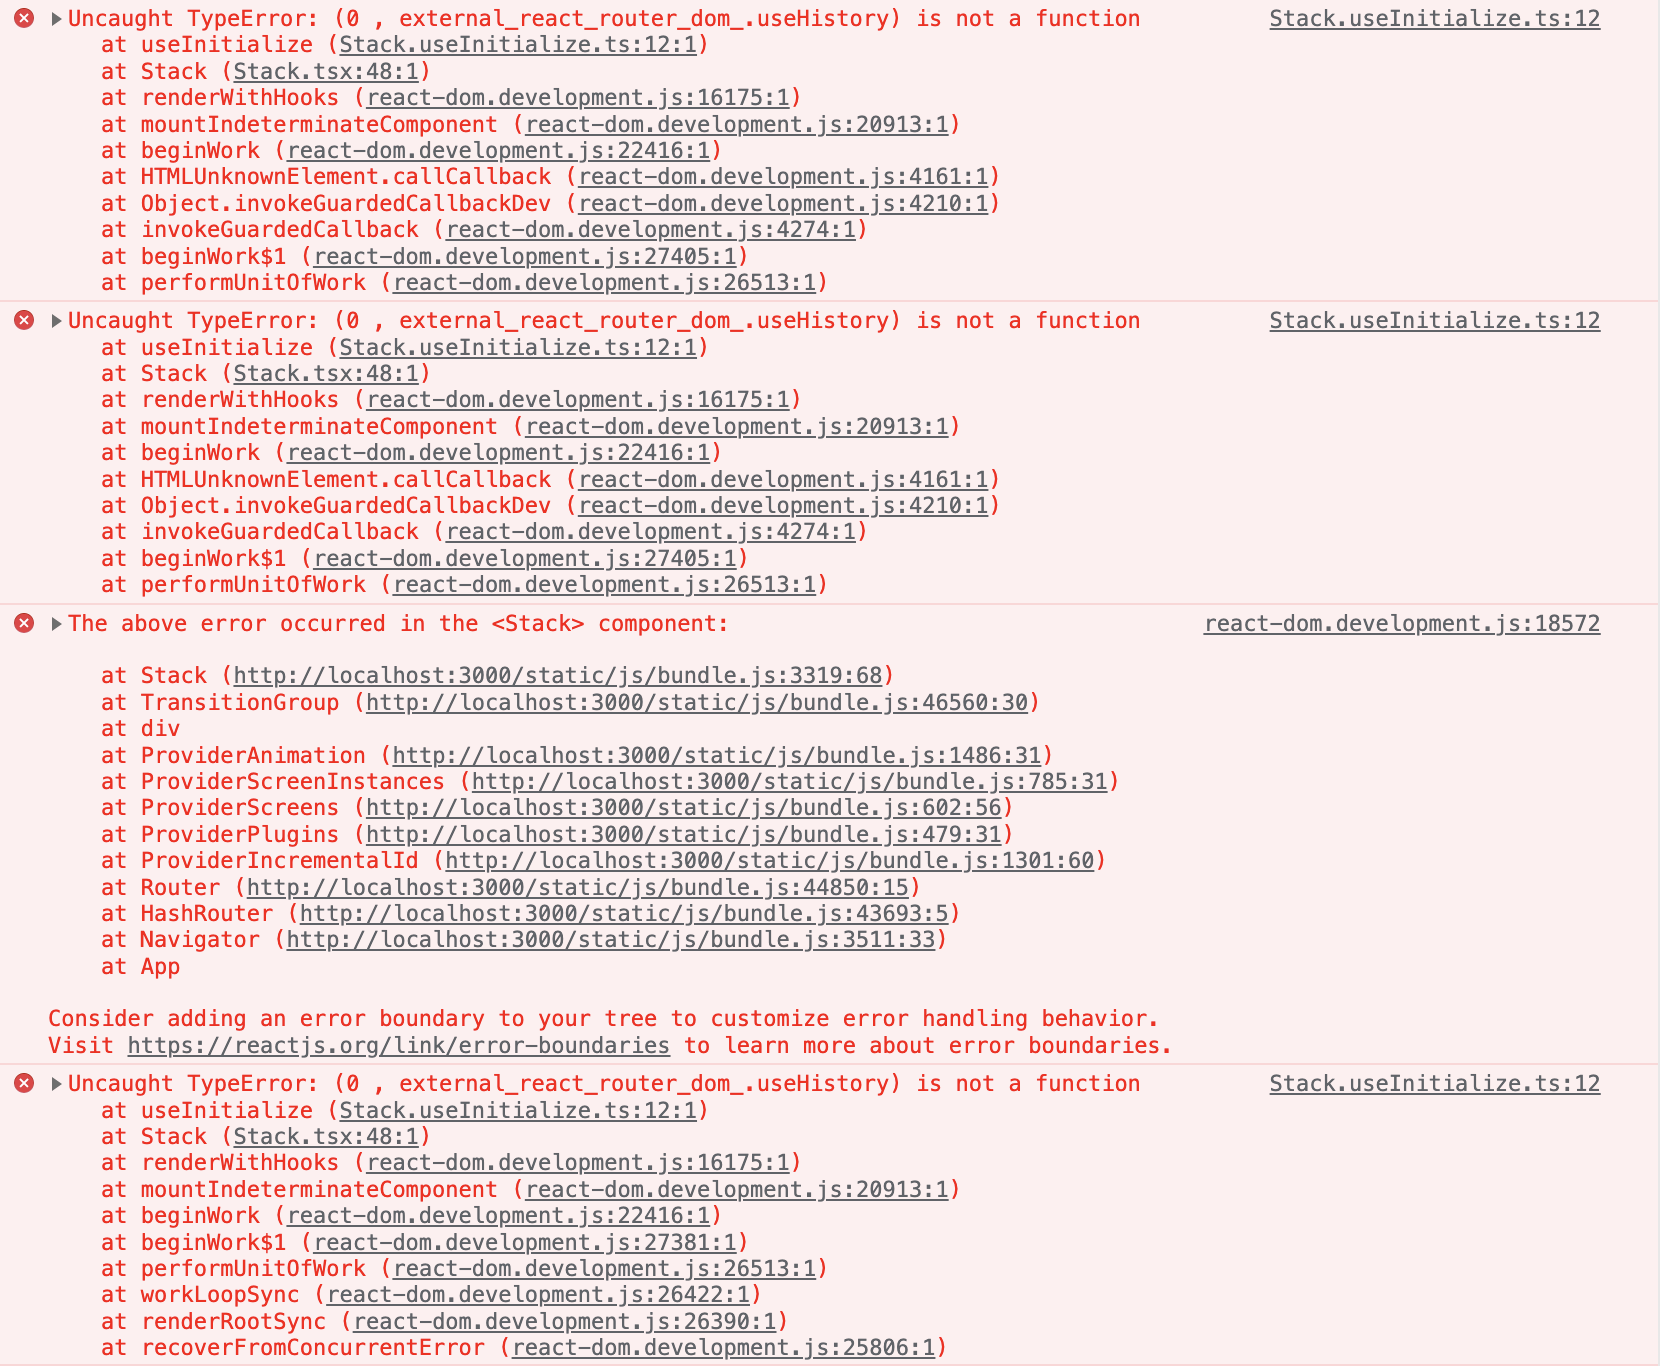 Uncaught TypeError: (0 , external_react_router_dom_.useHistory) is not a function Stack.useInitialize.ts:12
at useInitialize (Stack.useInitialize.ts:12:1)
at Stack (Stack.tsx:48:1)
at renderWithHooks (react-dom.development.js:16175:1)
at mountIndeterminateComponent (react-dom.development.js:20913:1)
at beginWork (react-dom.development.js:22416:1)
at HTMLUnknownElement.callCallback (react-dom.development.js:4161:1)
at Object.invokeGuardedCallbackDev (react-dom.development.js:4210:1)
at invokeGuardedCallback (react-dom.development.js:4274:1)
at beginWork$1 (react-dom.development.js:27405:1)
at performUnitOfWork (react-dom.development.js:26513:1)
Uncaught TypeError: (0 , external_react_router_dom_.useHistory) is not a function Stack.useInitialize.ts:12
at useInitialize (Stack.useInitialize.ts:12:1)
at Stack (Stack.tsx:48:1)
at renderWithHooks (react-dom.development.js:16175:1)
at mountIndeterminateComponent (react-dom.development.js:20913:1)
at beginWork (react-dom.development.js:22416:1)
at HTMLUnknownElement.callCallback (react-dom.development.js:4161:1)
at Object.invokeGuardedCallbackDev (react-dom.development.js:4210:1)
at invokeGuardedCallback (react-dom.development.js:4274:1)
at beginWork$1 (react-dom.development.js:27405:1)
at performUnitOfWork (react-dom.development.js:26513:1)
The above error occurred in the <Stack> component: react-dom.development.js:18572
at Stack (http://localhost:3000/static/js/bundle.js:3319:68)
at TransitionGroup (http://localhost:3000/static/js/bundle.js:46560:30)
at div
at ProviderAnimation (http://localhost:3000/static/js/bundle.js:1486:31)
at ProviderScreenInstances (http://localhost:3000/static/js/bundle.js:785:31)
at ProviderScreens (http://localhost:3000/static/js/bundle.js:602:56)
at ProviderPlugins (http://localhost:3000/static/js/bundle.js:479:31)
at ProviderIncrementalId (http://localhost:3000/static/js/bundle.js:1301:60)
at Router (http://localhost:3000/static/js/bundle.js:44850:15)
at HashRouter (http://localhost:3000/static/js/bundle.js:43693:5)
at Navigator (http://localhost:3000/static/js/bundle.js:3511:33)
at App
Consider adding an error boundary to your tree to customize error handling behavior.
Visit https://reactjs.org/link/error-boundaries to learn more about error boundaries.
Uncaught TypeError: (0 , external_react_router_dom_.useHistory) is not a function Stack.useInitialize.ts:12
at useInitialize (Stack.useInitialize.ts:12:1)
at Stack (Stack.tsx:48:1)
at renderWithHooks (react-dom.development.js:16175:1)
at mountIndeterminateComponent (react-dom.development.js:20913:1)
at beginWork (react-dom.development.js:22416:1)
at beginWork$1 (react-dom.development.js:27381:1)
at performUnitOfWork (react-dom.development.js:26513:1)
at workLoopSync (react-dom.development.js:26422:1)
at renderRootSync (react-dom.development.js:26390:1)
at recoverFromConcurrentError (react-dom.development.js:25806:1)